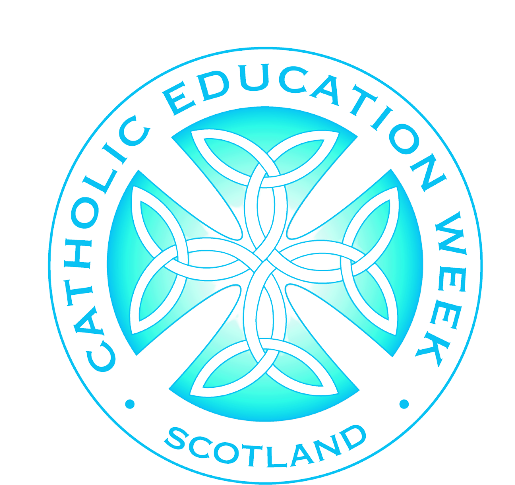 CATHOLIC EDUCATION WEEK
• SCOTLAND •